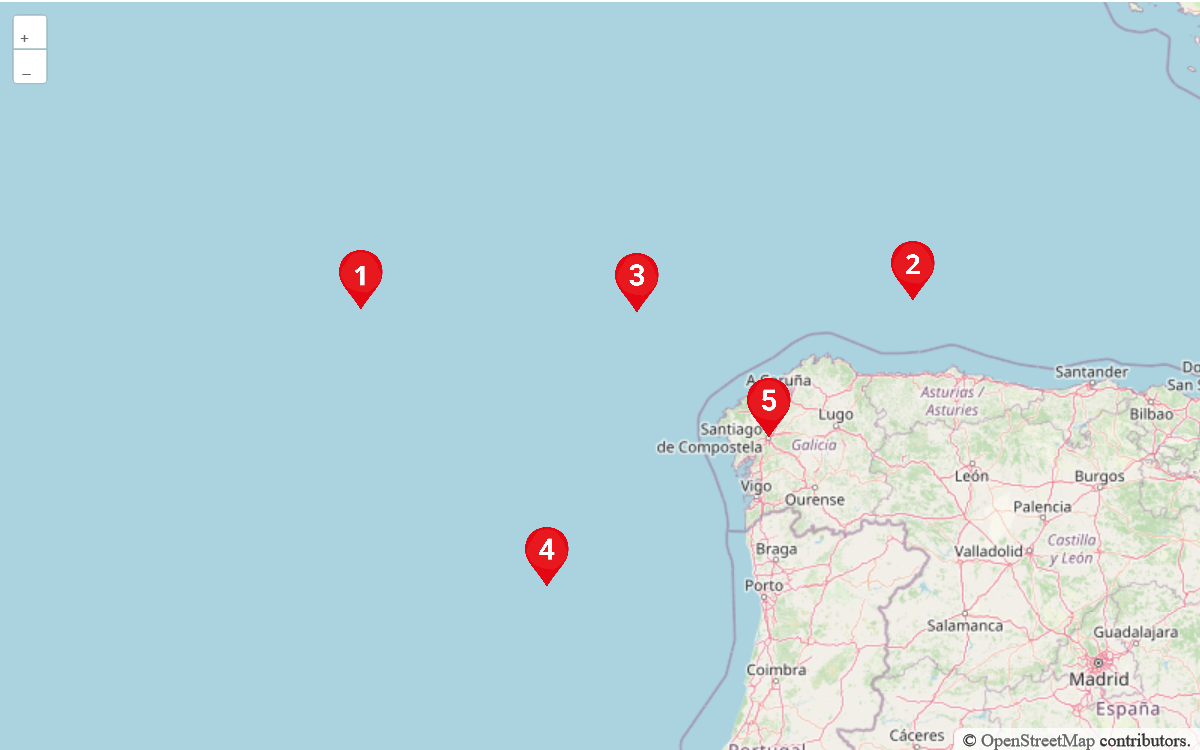 +
–
1
3
2
Santander
Do
San S
A Coruña
5
Asturias /
Asturies
Lugo
Bilbao
Santiago
de Compostela
Galicia
León
Burgos
Vigo
Ourense
Palencia
4
Braga
Valladolid
Castilla
y León
Porto
Salamanca
Guadalajara
Coimbra
Madrid
España
Cáceres
Portugal
© OpenStreetMap contributors.